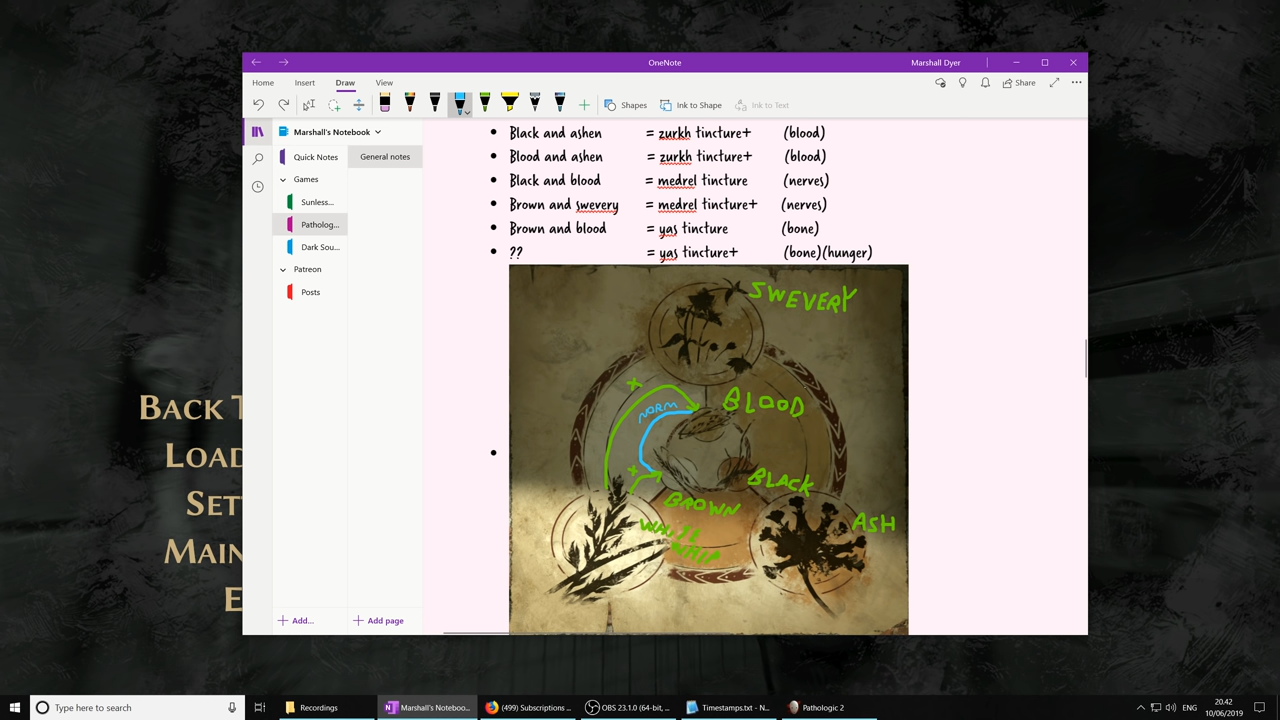 OneNote
Marshall Dyer
Home Insert Draw View
Share
Shapes Ink to Shape Ink to Text
Marshall's Notebook
Quick Notes
Games
Sunless...
Patholog...
Dark Sou...
Patreon
Posts
General notes
Black and ashen = zurkh tincture+ (blood)
Blood and ashen = zurkh tincture+ (blood)
Black and blood = medrel tincture (nerves)
Brown and swevery = medrel tincture+ (nerves)
Brown and blood = yas tincture (bone)
?? = yas tincture+ (bone)(hunger)
SWEVERY
+
NORM
BLOOD
+
BLACK
BROWN
ASH
WHITE
WHIP
Add...
Add page
BACK T
LOAD
SET
MAIN
E
Type here to search
Recordings
Marshall's Noteboo...
(499) Subscriptions ...
OBS 23.1.0 (64-bit, ...
Timestamps.txt - N...
Pathologic 2
ENG
20.42
10/06/2019